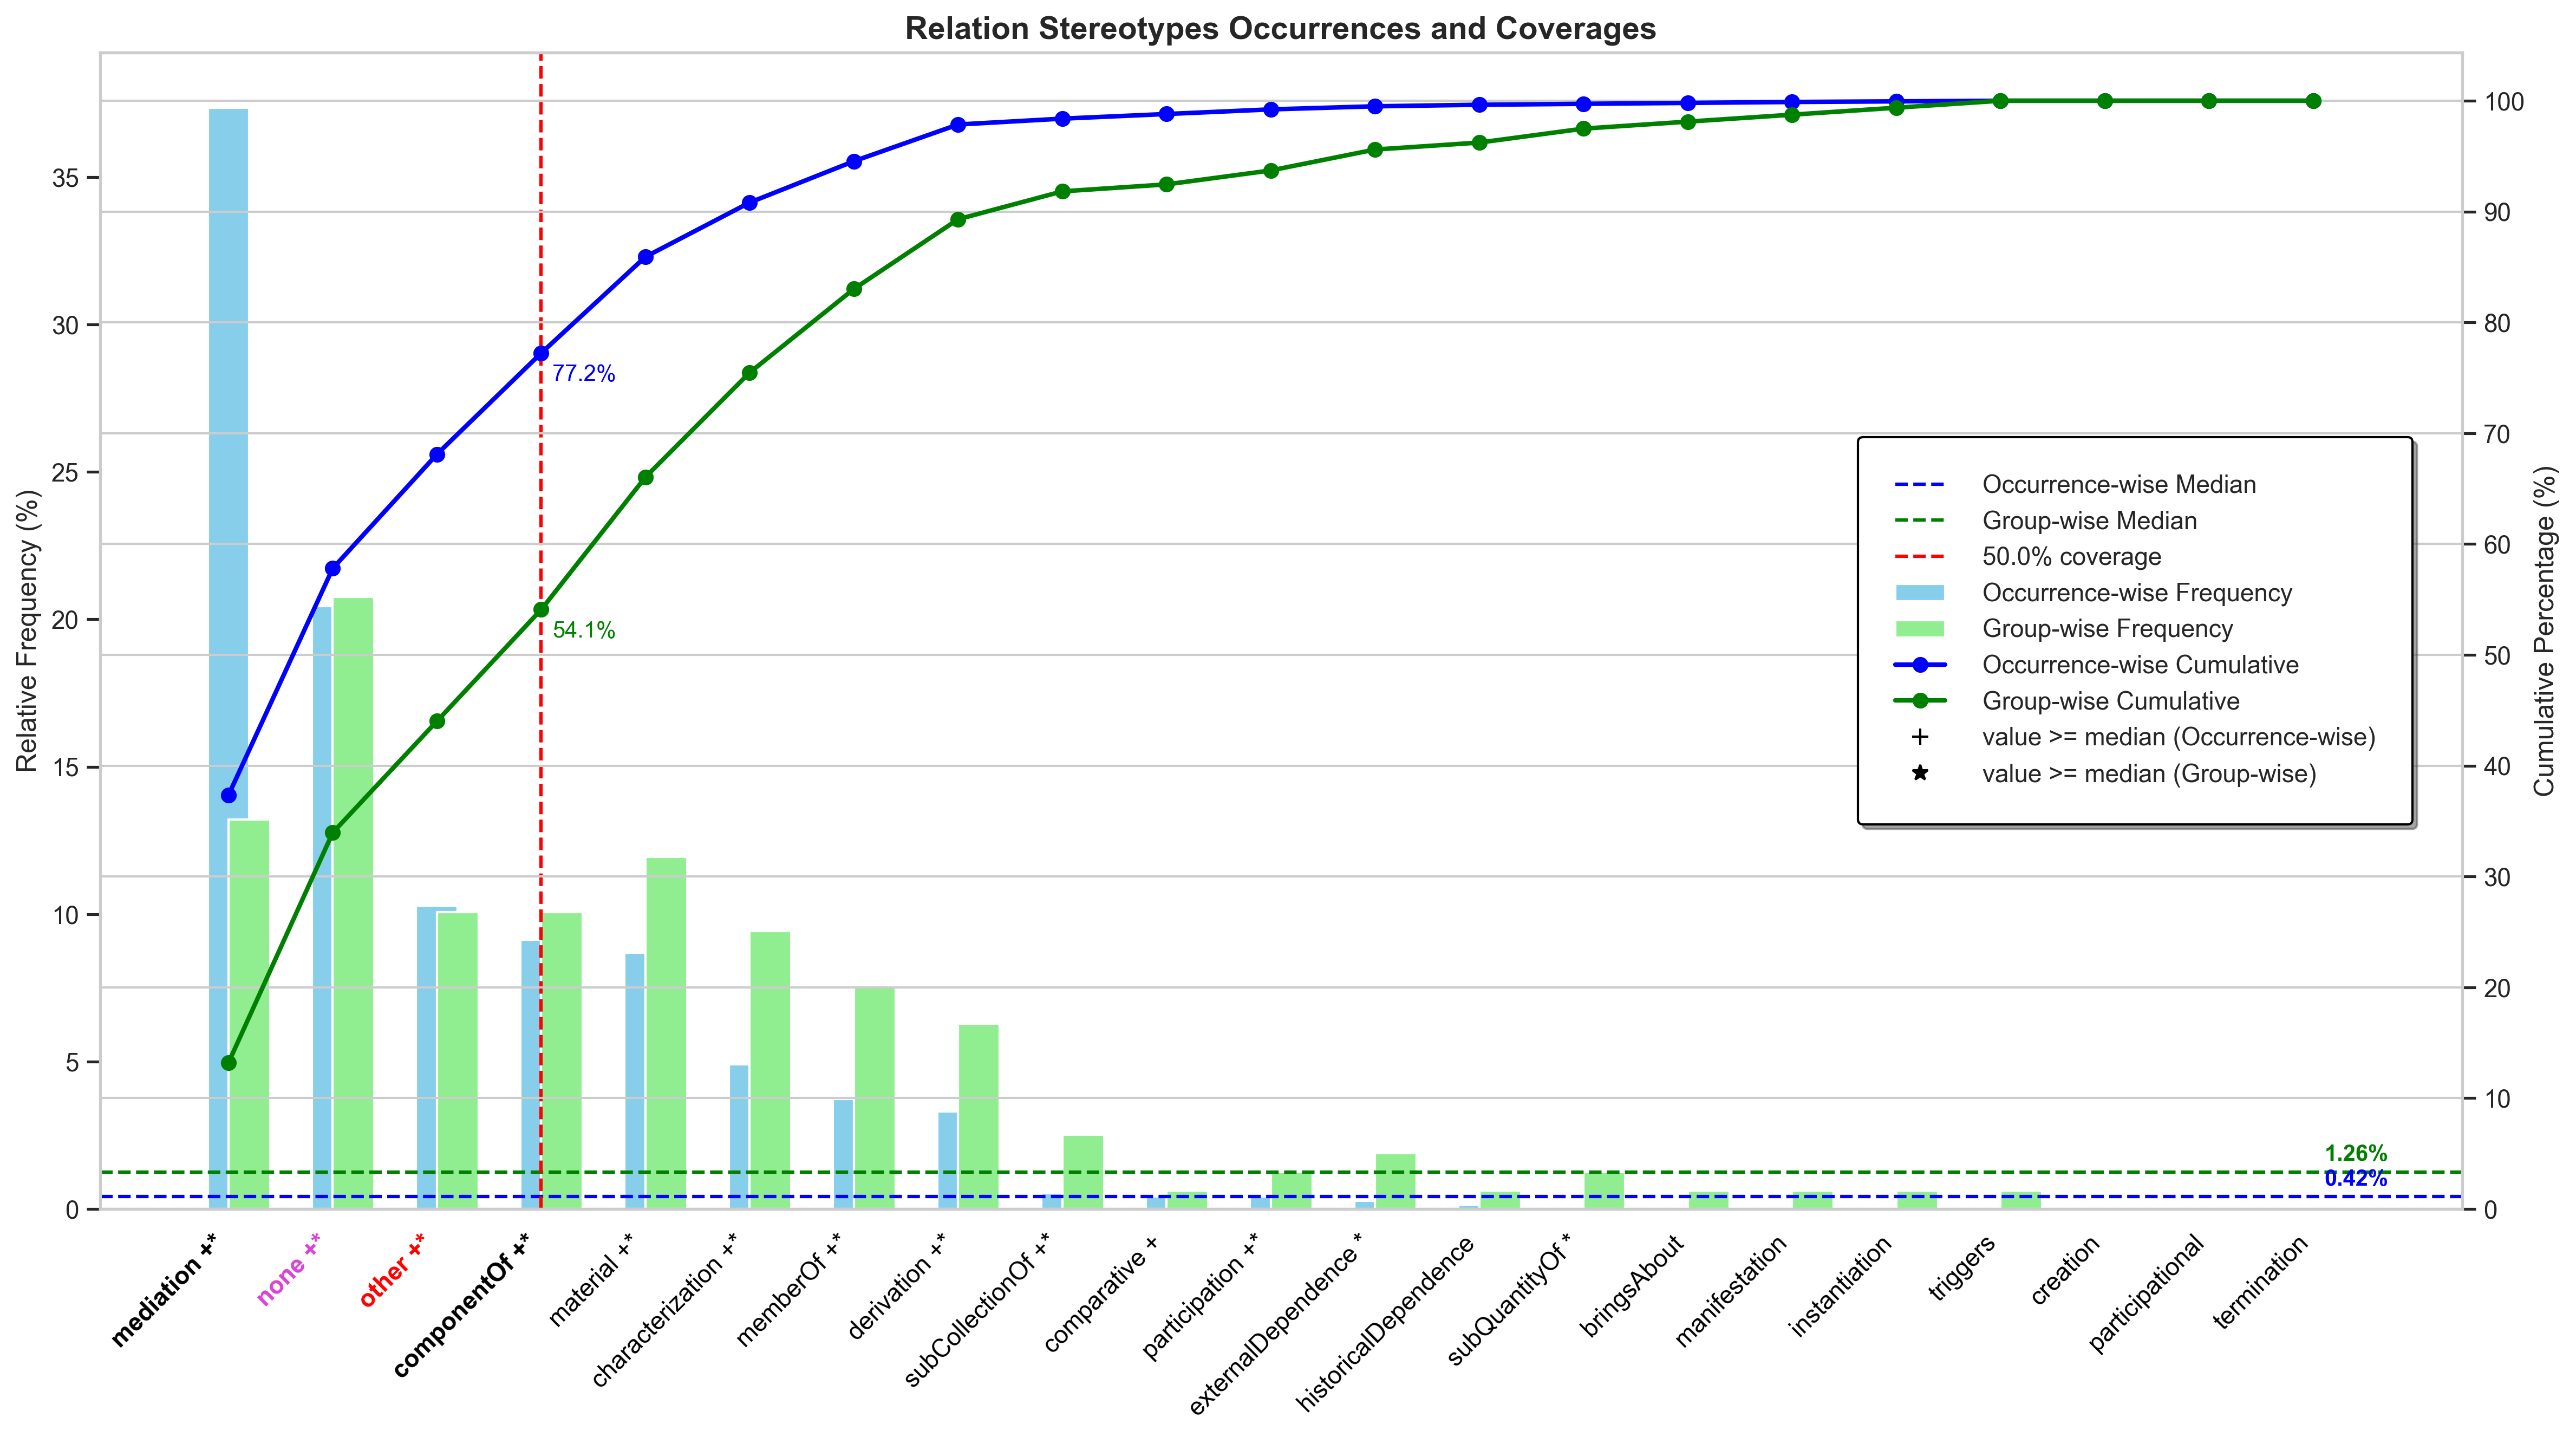 Relation Stereotypes Occurrences and Coverages
Relative Frequency (%)
35
30
25
20
15
10
5
0
100
90
80
70
60
50
40
30
20
10
0
Cumulative Percentage (%)
77.2%
54.1%
1.26%
0.42%
Occurrence-wise Median
Group-wise Median
50.0% coverage
Occurrence-wise Frequency
Group-wise Frequency
Occurrence-wise Cumulative
Group-wise Cumulative
value >= median (Occurrence-wise)
value >= median (Group-wise)
mediation +*
none +*
other +*
componentOf +*
material +*
characterization +*
memberOf +*
derivation +*
subCollectionOf +*
comparative +
participation +*
externalDependence *
historicalDependence
subQuantityOf *
bringsAbout
manifestation
instantiation
triggers
creation
participational
termination